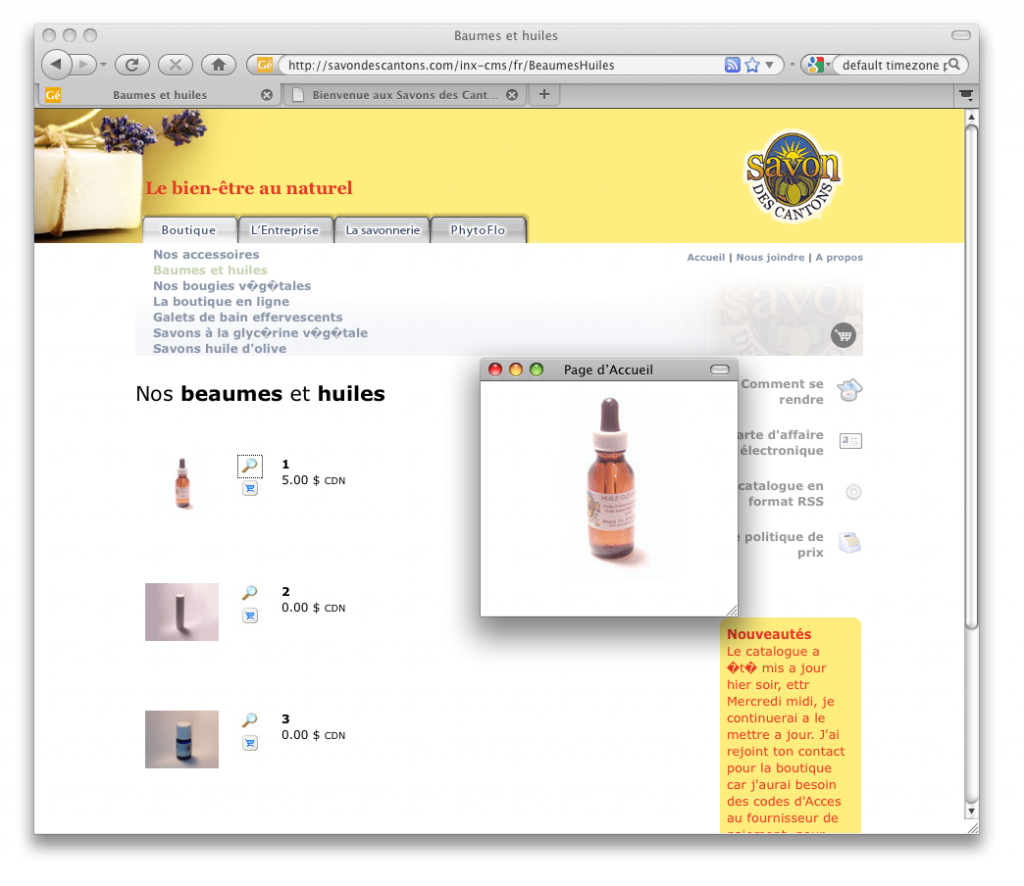 Baumes et huiles
Gé http://savondescantons.com/inx-cms/fr/BeaumesHuiles default timezone
Gé Baumes et huiles Bienvenue aux Savons des Cant... +
Le bien-être au naturel
savon
DES CANTONS
Boutique L'Entreprise La savonnerie PhytoFlo
Nos accessoires
Accueil | Nous joindre | A propos
Baumes et huiles
Nos bougies v�g�tales
La boutique en ligne
Galets de bain effervescents
Savons à la glyc�rine v�g�tale
Savons huile d'olive
savon
Page d'Accueil
Nos beaumes et huiles
Comment se
rendre
arte d'affaire
électronique
catalogue en
format RSS
e politique de
prix
HUILE
1
5.00 $ CDN
2
0.00 $ CDN
3
0.00 $ CDN
Nouveautés
Le catalogue a
�t� mis a jour
hier soir, ettr
Mercredi midi, je
continuerai a le
mettre a jour. J'ai
rejoint ton contact
pour la boutique
car j'aurai besoin
des codes d'Acces
au fournisseur de